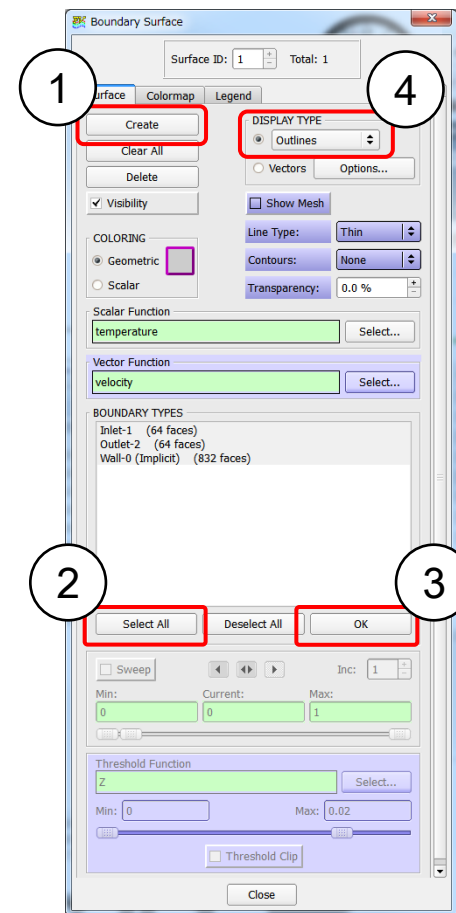 Boundary Surface
Surface ID: 1 Total: 1
1
4
Surface Colormap Legend
Create
DISPLAY TYPE
Outlines
Clear All
Vectors Options...
Delete
Visibility
Show Mesh
Line Type: Thin
COLORING
Geometric
Contours: None
Scalar
Transparency: 0.0 %
Scalar Function
temperature Select...
Vector Function
velocity Select...
BOUNDARY TYPES
Inlet-1 (64 faces)
Outlet-2 (64 faces)
Wall-0 (Implicit) (832 faces)
2
3
Select All Deselect All OK
Sweep Inc: 1
Min: Current: Max:
0 0 1
Threshold Function
Z Select...
Min: 0 Max: 0.02
Threshold Clip
Close